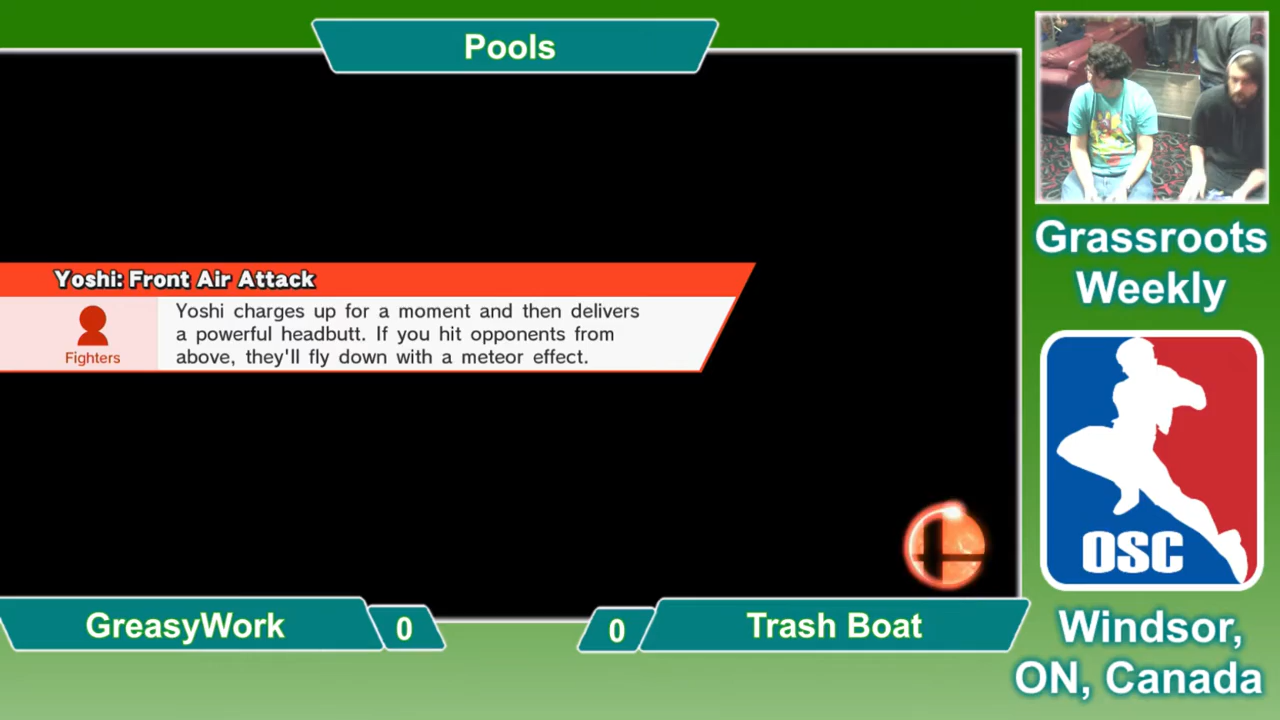 Pools
Yoshi: Front Air Attack
Fighters
Yoshi charges up for a moment and then delivers
a powerful headbutt. If you hit opponents from
above, they'll fly down with a meteor effect.
GreasyWork
0
0
Trash Boat
Grassroots
Weekly
OSC
Windsor,
ON, Canada